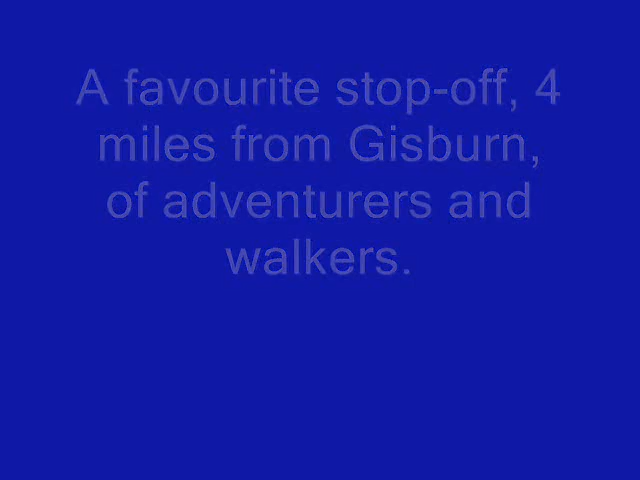 A favourite stop-off, 4
miles from Gisburn,
of adventurers and
walkers.